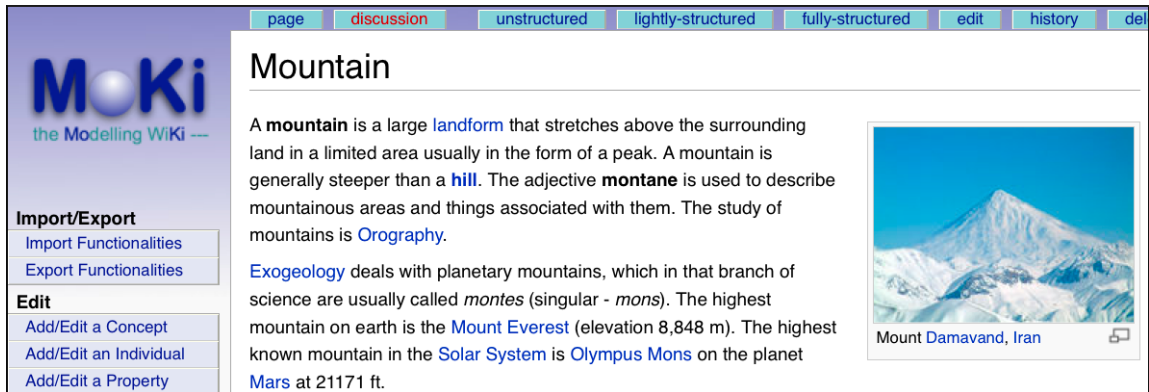 page discussion unstructured lightly-structured fully-structured edit history del
MoKi
the Modelling WiKi ---
Import/Export
Import Functionalities
Export Functionalities
Edit
Add/Edit a Concept
Add/Edit an Individual
Add/Edit a Property
Mountain
A mountain is a large landform that stretches above the surrounding
land in a limited area usually in the form of a peak. A mountain is
generally steeper than a hill. The adjective montane is used to describe
mountainous areas and things associated with them. The study of
mountains is Orography.
Exogeology deals with planetary mountains, which in that branch of
science are usually called montes (singular - mons). The highest
mountain on earth is the Mount Everest (elevation 8,848 m). The highest
known mountain in the Solar System is Olympus Mons on the planet
Mars at 21171 ft.
Mount Damavand, Iran